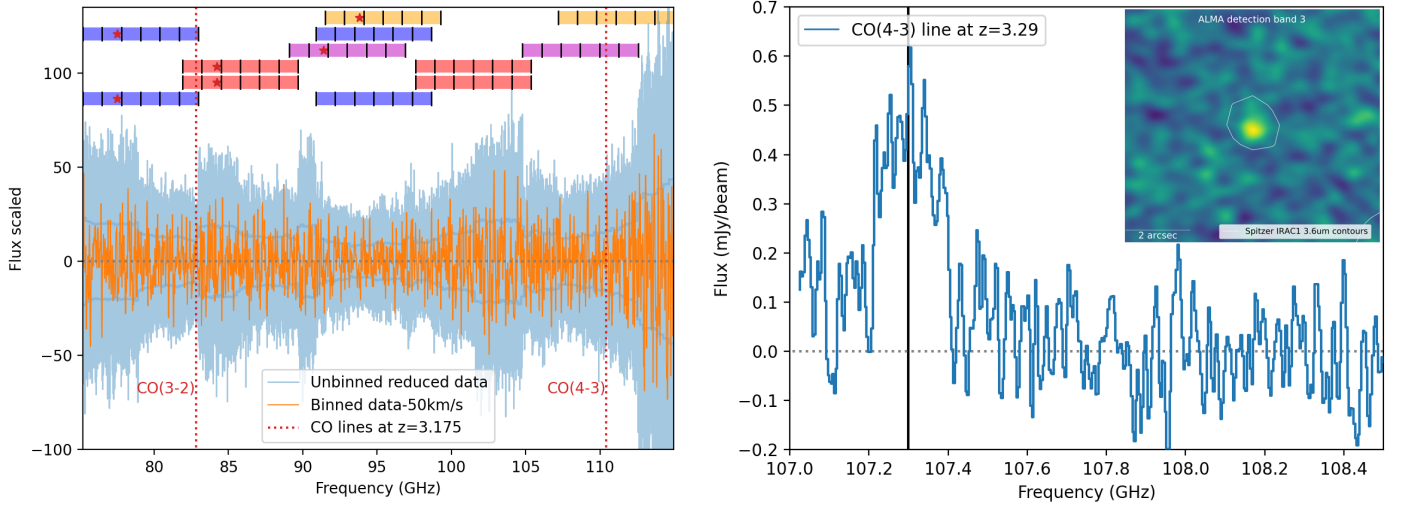 Flux scaled
100
50
0
−50
−100
80
85
90
95
100
105
110
Frequency (GHz)
CO(3-2)
CO(4-3)
Unbinned reduced data
Binned data-50km/s
CO lines at z=3.175
Flux (mJy/beam)
0.7
0.6
0.5
0.4
0.3
0.2
0.1
0.0
−0.1
−0.2
107.0
107.2
107.4
107.6
107.8
108.0
108.2
108.4
Frequency (GHz)
CO(4-3) line at z=3.29
ALMA detection band 3
2 arcsec
Spitzer IRAC1 3.6um contours